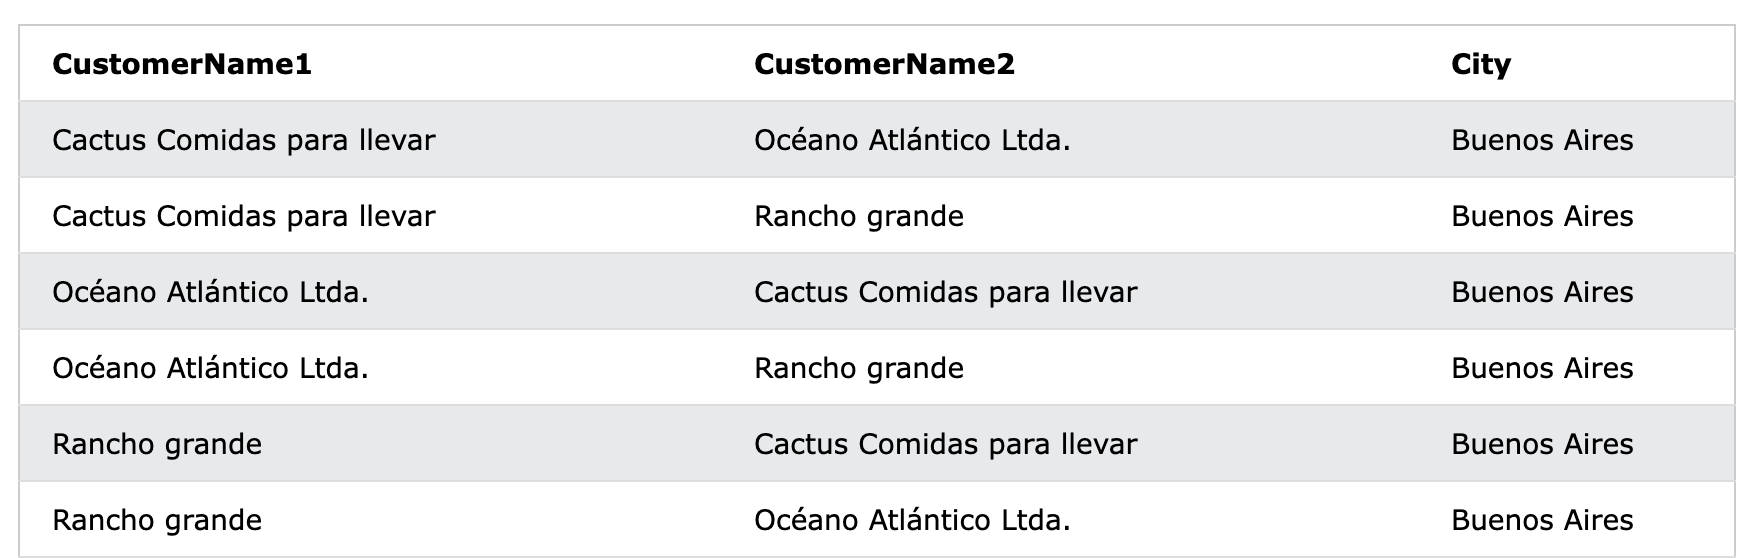 CustomerName1 CustomerName2 City
Cactus Comidas para llevar Océano Atlántico Ltda. Buenos Aires
Cactus Comidas para llevar Rancho grande Buenos Aires
Océano Atlántico Ltda. Cactus Comidas para llevar Buenos Aires
Océano Atlántico Ltda. Rancho grande Buenos Aires
Rancho grande Cactus Comidas para llevar Buenos Aires
Rancho grande Océano Atlántico Ltda. Buenos Aires